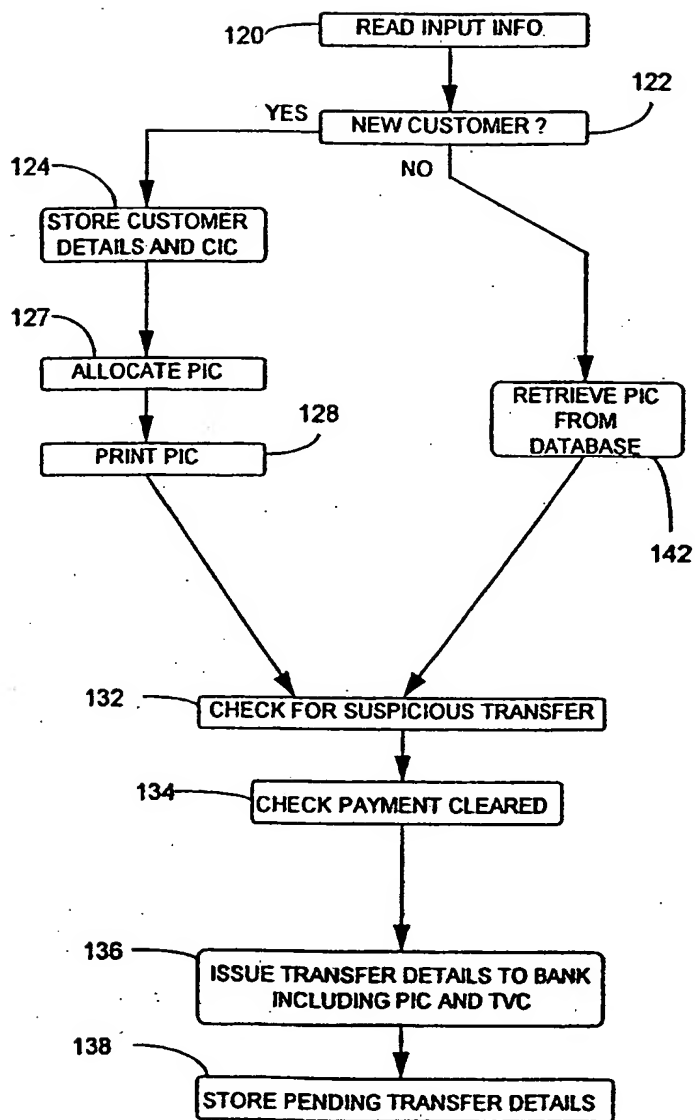 120
READ INPUT INFO
122
YES
NEW CUSTOMER ?
NO
124
STORE CUSTOMER
DETAILS AND CIC
127
ALLOCATE PIC
128
PRINT PIC
RETRIEVE PIC
FROM
DATABASE
142
132
CHECK FOR SUSPICIOUS TRANSFER
134
CHECK PAYMENT CLEARED
136
ISSUE TRANSFER DETAILS TO BANK
INCLUDING PIC AND TVC
138
STORE PENDING TRANSFER DETAILS